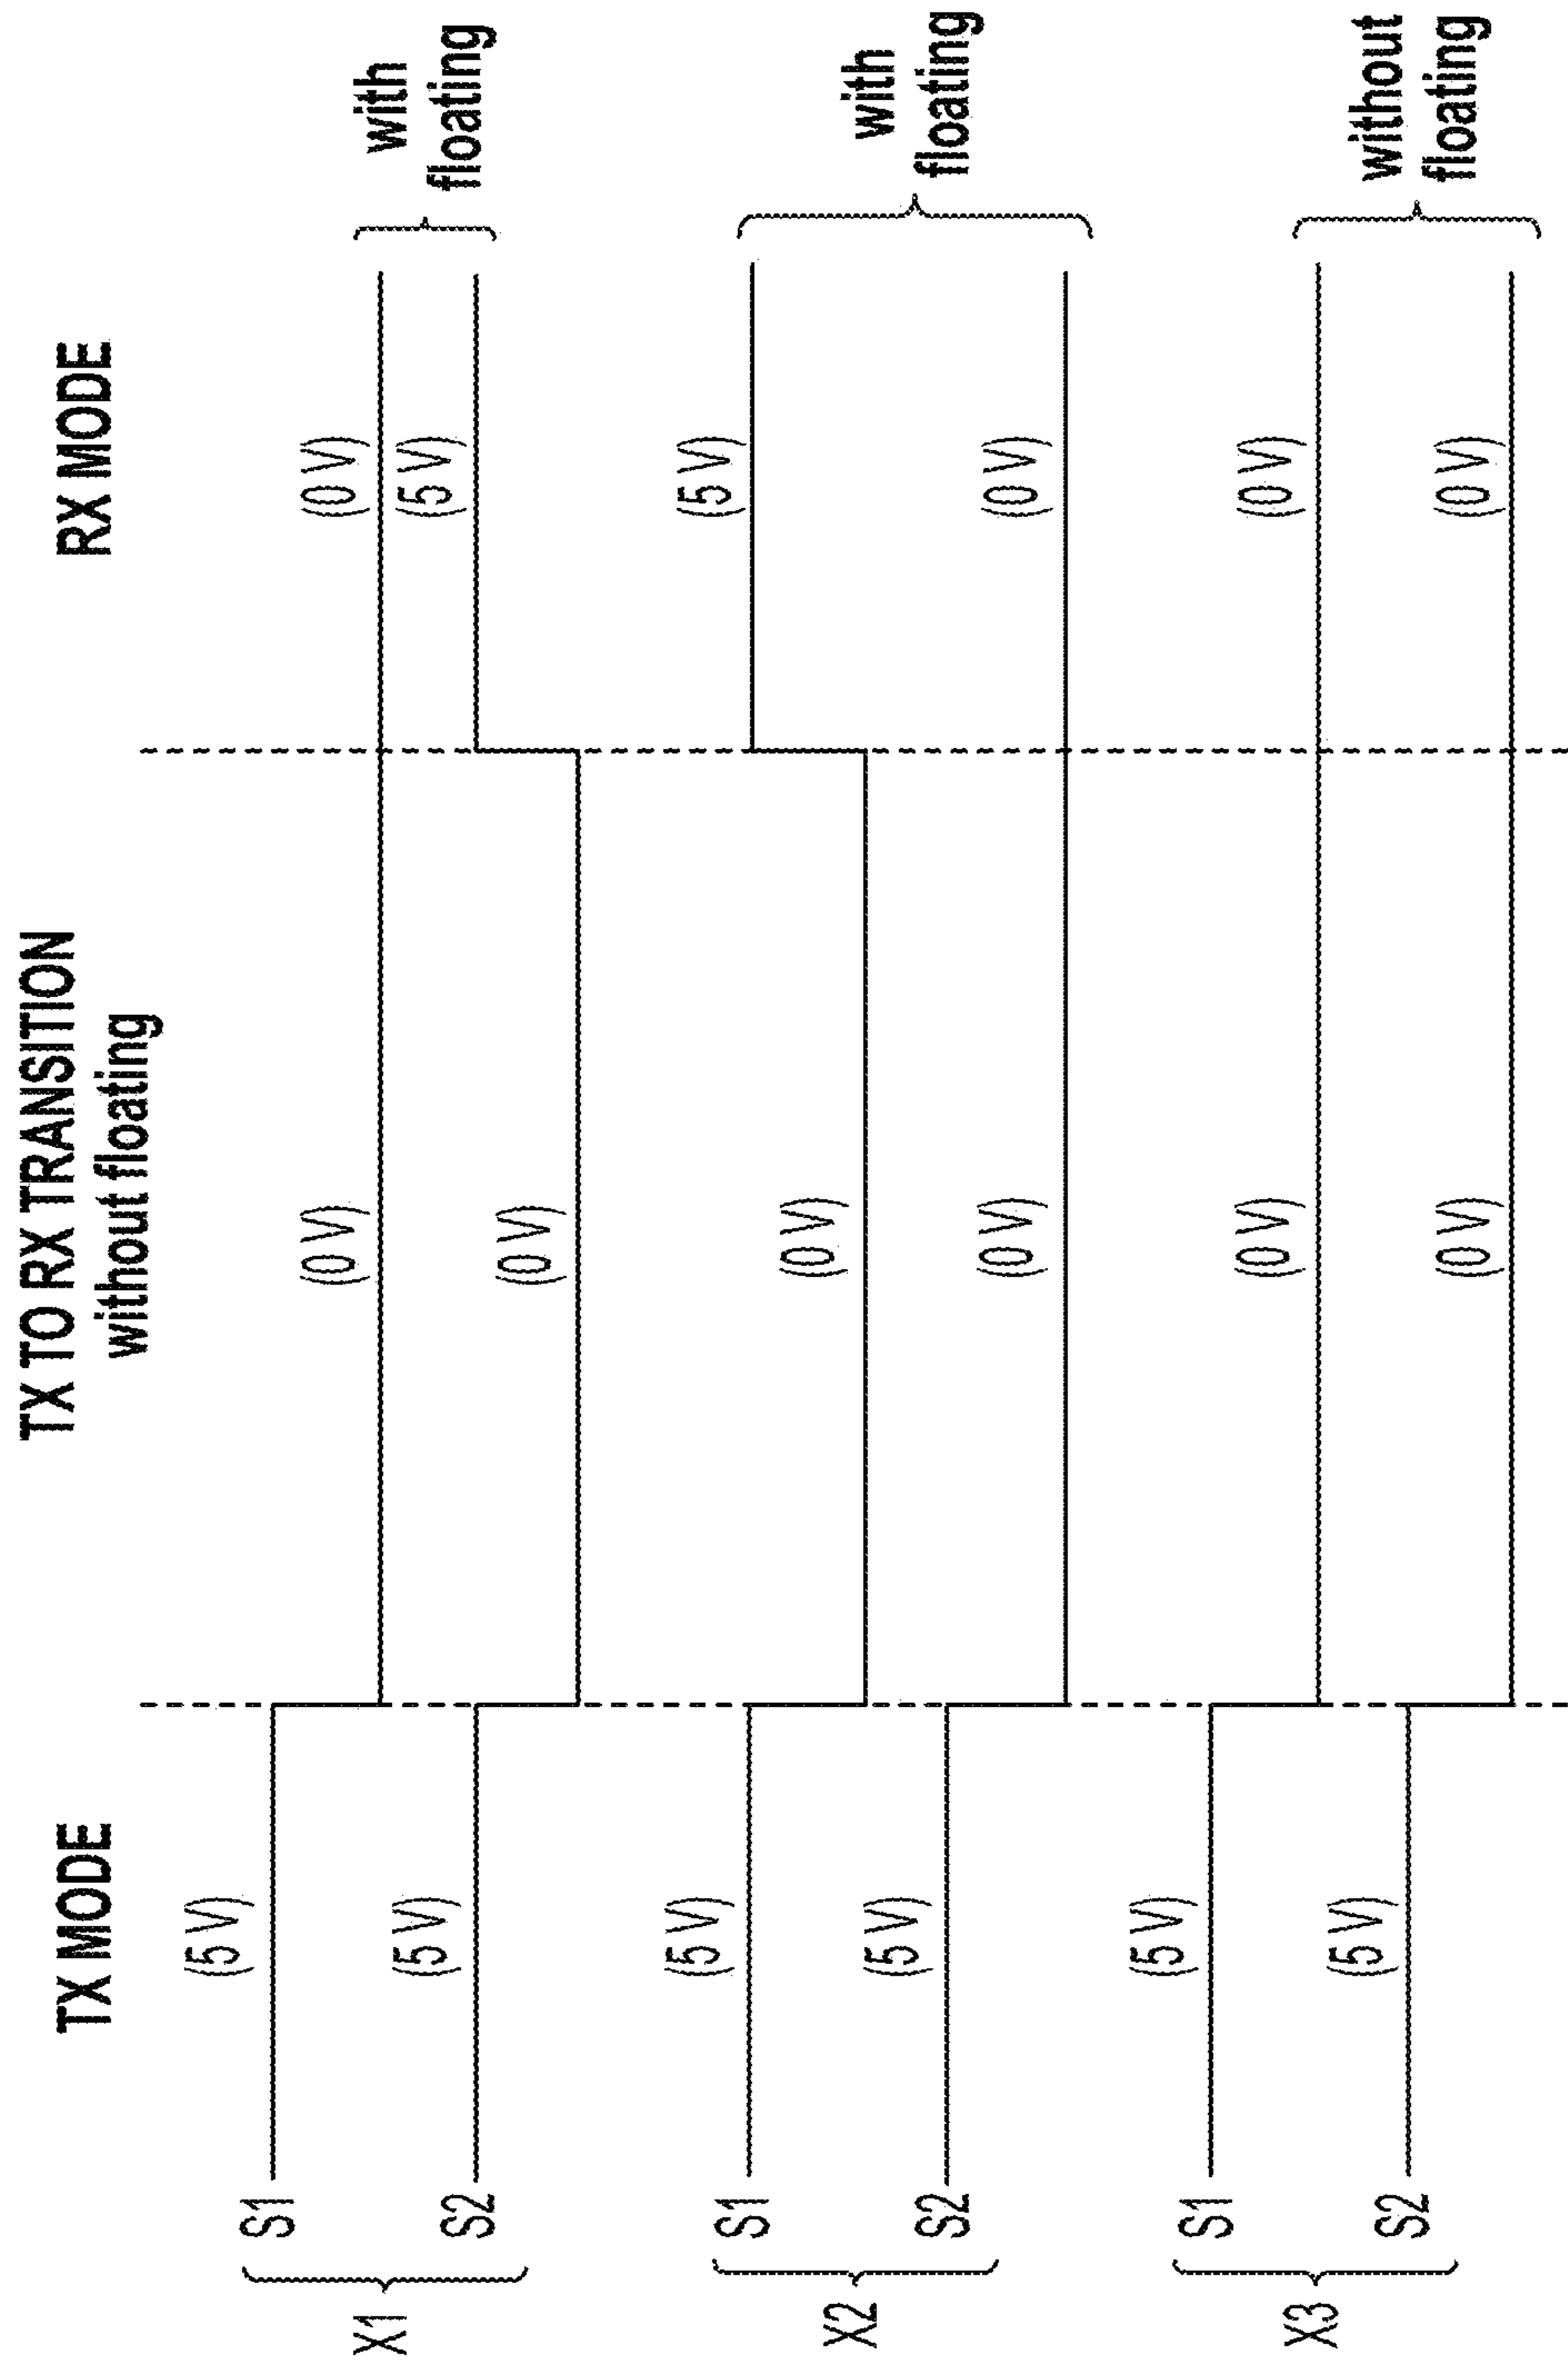 TX MODE
TX TO RX TRANSITION
without floating
RX MODE
X1
S1
(5 V)
(0 V)
(0 V)
S2
(5 V)
(0 V)
(5 V)
with
floating
X2
S1
(5 V)
(0 V)
(5 V)
S2
(5 V)
(0 V)
(0 V)
with
floating
X3
S1
(5 V)
(0 V)
(0 V)
S2
(5 V)
(0 V)
(0 V)
without
floating